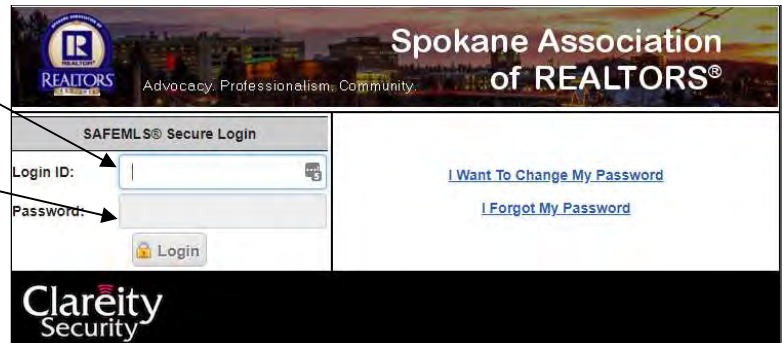 Spokane Association
of REALTORS®
R
REALTOR®
REALTORS
Advocacy. Professionalism. Community.
SAFEMLS® Secure Login
Login ID:
Password:
Login
I Want To Change My Password
I Forgot My Password
Clareity
Security